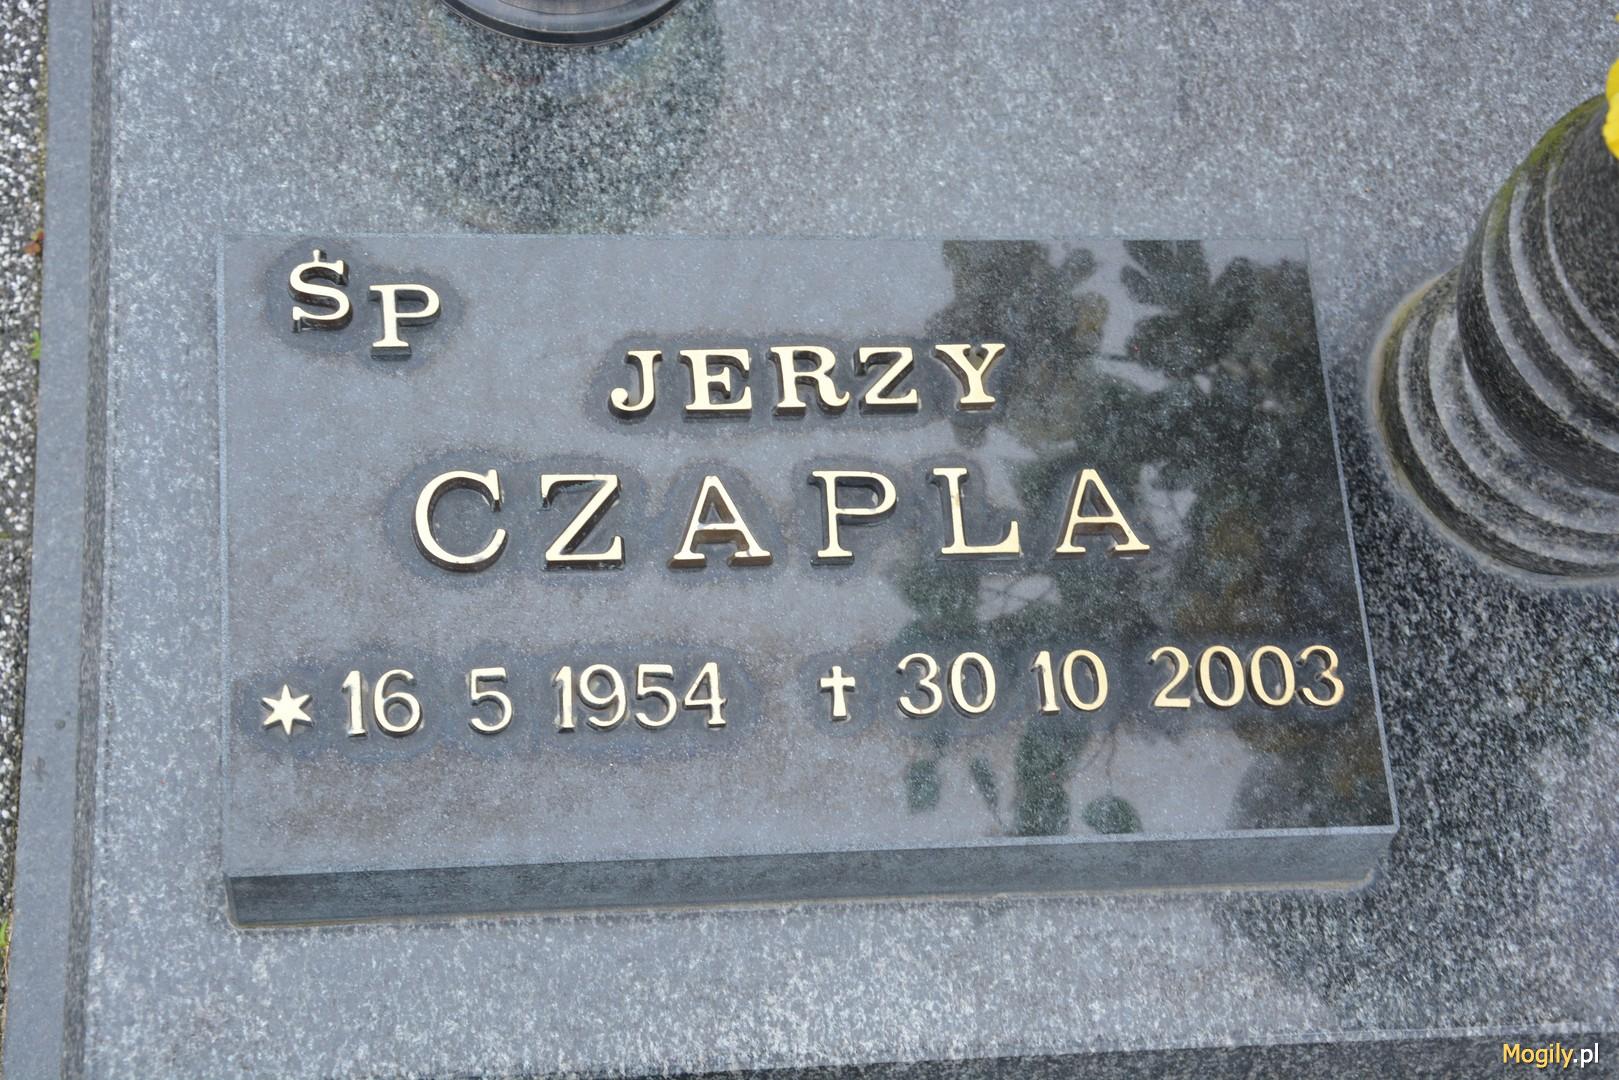 ŚP
JERZY
CZAPLA
✶ 16 5 1954 ✝ 30 10 2003
Mogily.pl